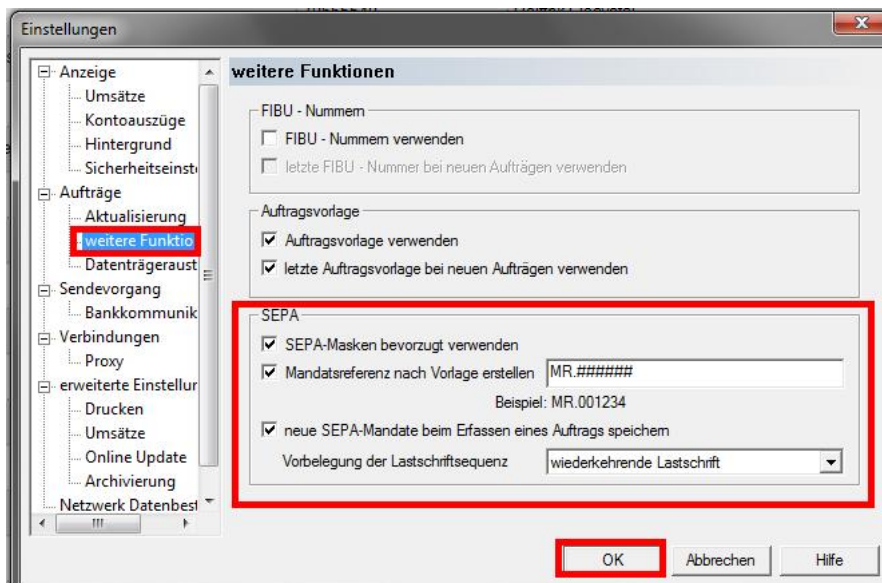 Einstellungen
Anzeige
Umsätze
Kontoauszüge
Hintergrund
Sicherheitseinst
Aufträge
Aktualisierung
weitere Funktio
Datenträgeraust
Sendevorgang
Bankkommunik
Verbindungen
Proxy
erweiterte Einstellur
Drucken
Umsätze
Online Update
Archivierung
Netzwerk Datenbest
weitere Funktionen
FIBU - Nummern
FIBU - Nummern verwenden
letzte FIBU - Nummer bei neuen Aufträgen verwenden
Auftragsvorlage
Auftragsvorlage verwenden
letzte Auftragsvorlage bei neuen Aufträgen verwenden
SEPA
SEPA-Masken bevorzugt verwenden
Mandatsreferenz nach Vorlage erstellen MR.######
Beispiel: MR.001234
neue SEPA-Mandate beim Erfassen eines Auftrags speichern
Vorbelegung der Lastschriftsequenz wiederkehrende Lastschrift
OK Abbrechen Hilfe